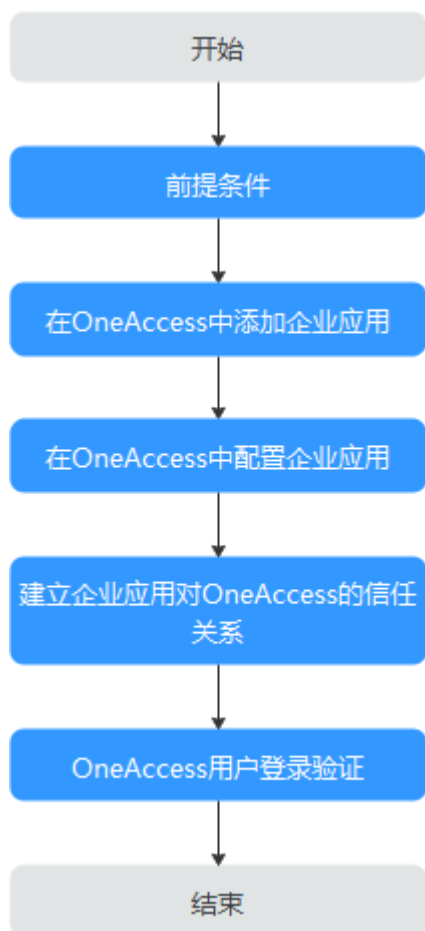 开始
前提条件
在OneAccess中添加企业应用
在OneAccess中配置企业应用
建立企业应用对OneAccess的信任
关系
OneAccess用户登录验证
结束